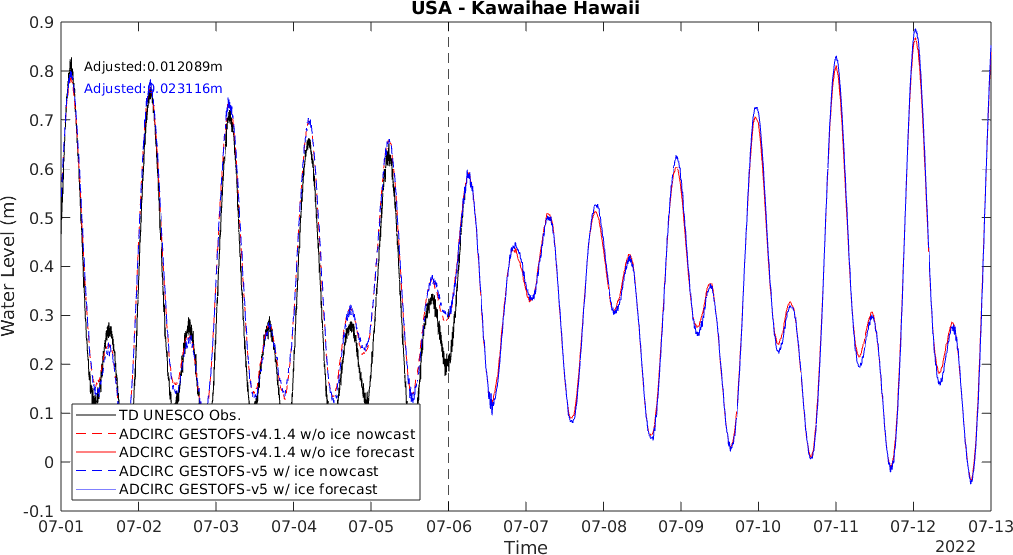 USA - Kawaihae Hawaii
0.9
0.8
0.7
0.6
0.5
0.4
0.3
0.2
0.1
0
-0.1
Water Level (m)
Adjusted:0.012089m
Adjusted:0.023116m
TD UNESCO Obs.
ADCIRC GESTOFS-v4.1.4 w/o ice nowcast
ADCIRC GESTOFS-v4.1.4 w/o ice forecast
ADCIRC GESTOFS-v5 w/ ice nowcast
ADCIRC GESTOFS-v5 w/ ice forecast
07-01 07-02 07-03 07-04 07-05 07-06 07-07 07-08 07-09 07-10 07-11 07-12 07-13
Time
2022